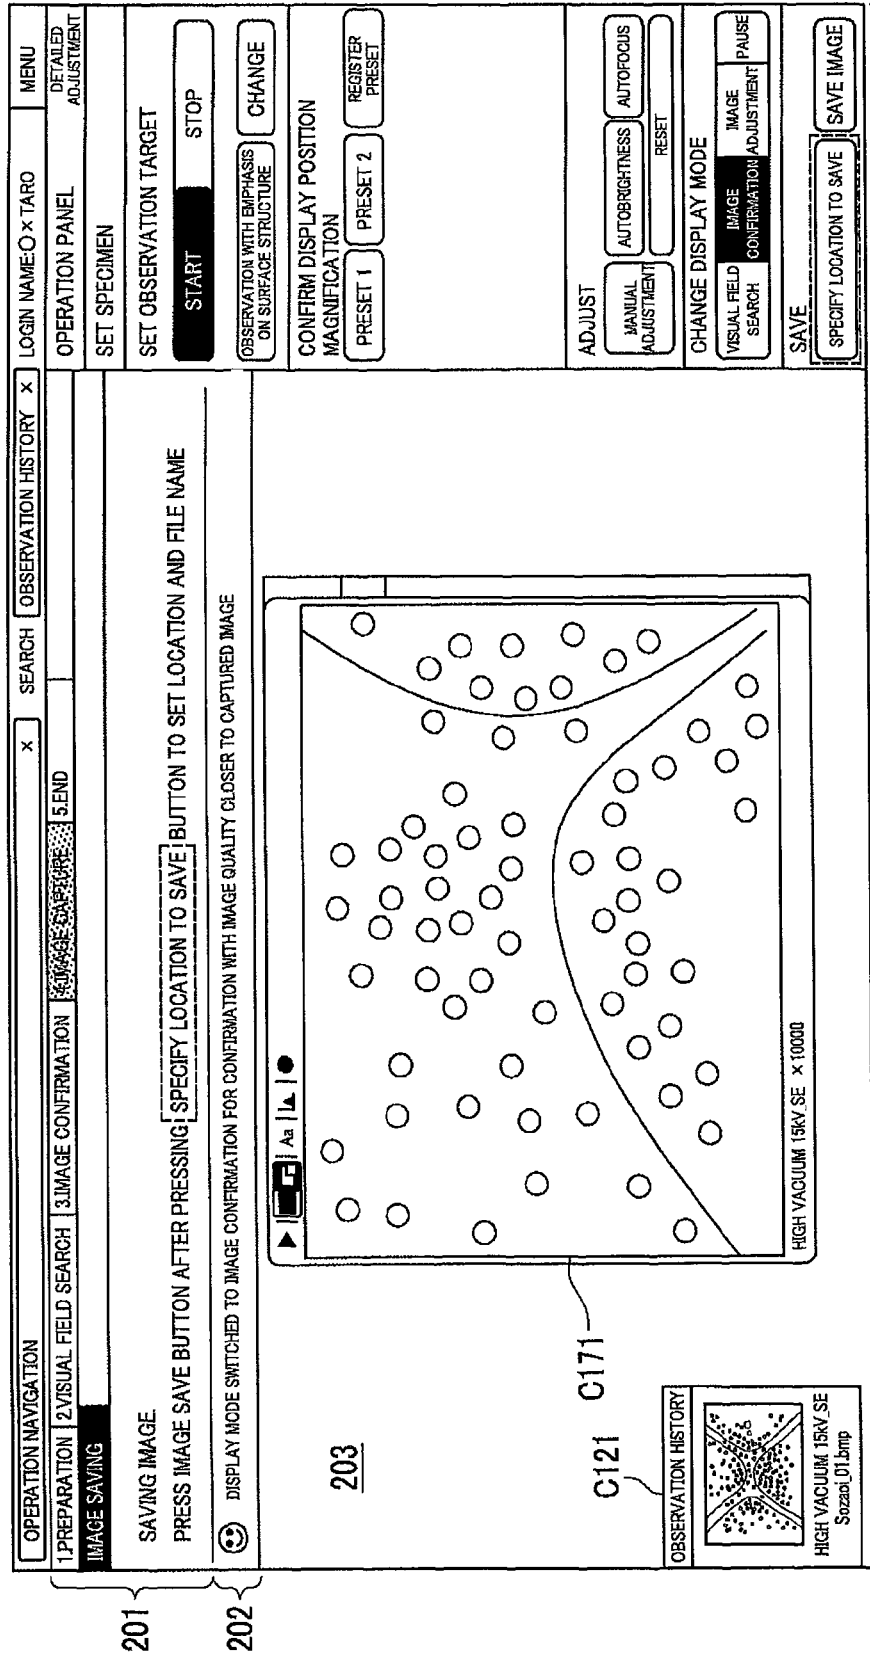 OPERATION NAVIGATION × SEARCH OBSERVATION HISTORY × LOGIN NAME:○×TARO MENU
1.PREPARATION 2.VISUAL FIELD SEARCH 3.IMAGE CONFIRMATION 4.IMAGE CAPTURE 5.END
IMAGE SAVING
SAVING IMAGE.
PRESS IMAGE SAVE BUTTON AFTER PRESSING SPECIFY LOCATION TO SAVE BUTTON TO SET LOCATION AND FILE NAME
DISPLAY MODE SWITCHED TO IMAGE CONFIRMATION FOR CONFIRMATION WITH IMAGE QUALITY CLOSER TO CAPTURED IMAGE
201
202
203
Aa
HIGH VACUUM 15kV_SE ×10000
C171
C121
OBSERVATION HISTORY
HIGH VACUUM 15kV_SE
Sozaoi_01.bmp
OPERATION PANEL
DETAILED
ADJUSTMENT
SET SPECIMEN
SET OBSERVATION TARGET
START STOP
OBSERVATION WITH EMPHASIS
ON SURFACE STRUCTURE
CHANGE
CONFIRM DISPLAY POSITION
MAGNIFICATION
PRESET 1 PRESET 2
REGISTER
PRESET
ADJUST
MANUAL
ADJUSTMENT
AUTOBRIGHTNESS AUTOFOCUS
RESET
CHANGE DISPLAY MODE
VISUAL FIELD
SEARCH
IMAGE
CONFIRMATION
IMAGE
ADJUSTMENT
PAUSE
SAVE
SPECIFY LOCATION TO SAVE SAVE IMAGE